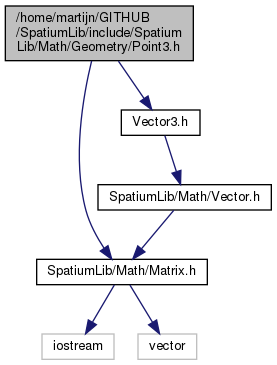 /home/martijn/GITHUB
/SpatiumLib/include/Spatium
Lib/Math/Geometry/Point3.h
Vector3.h
SpatiumLib/Math/Vector.h
SpatiumLib/Math/Matrix.h
iostream
vector